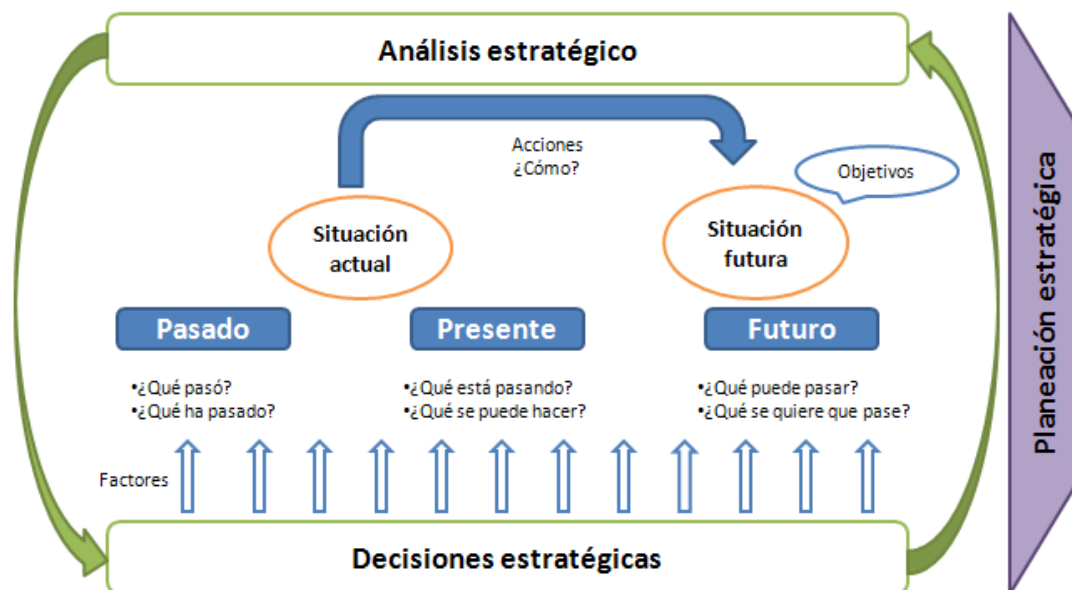 Análisis estratégico
Acciones
¿Cómo?
Objetivos
Situación
actual
Situación
futura
Pasado
Presente
Futuro
•¿Qué pasó?
•¿Qué ha pasado?
•¿Qué está pasando?
•¿Qué se puede hacer?
•¿Qué puede pasar?
•¿Qué se quiere que pase?
Factores
Decisiones estratégicas
Planeación estratégica